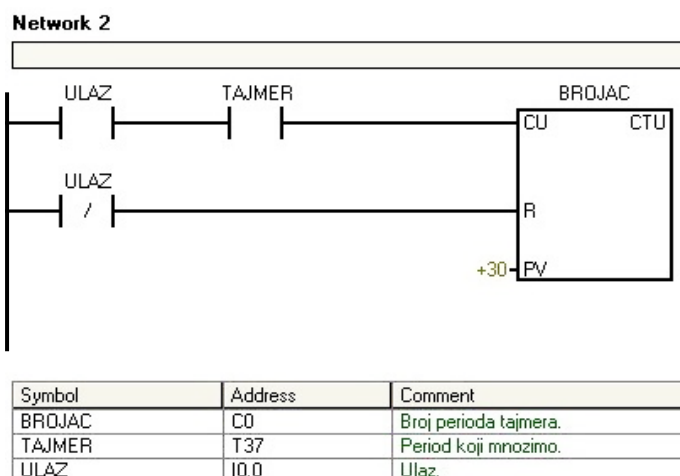 Network 2
ULAZ TAJMER BROJAC
CU CTU
ULAZ
/
R
+30 PV
Symbol Address Comment
BROJAC C0 Broj perioda tajmera.
TAJMER T37 Period koji mnozimo.
ULAZ I0.0 Ulaz.